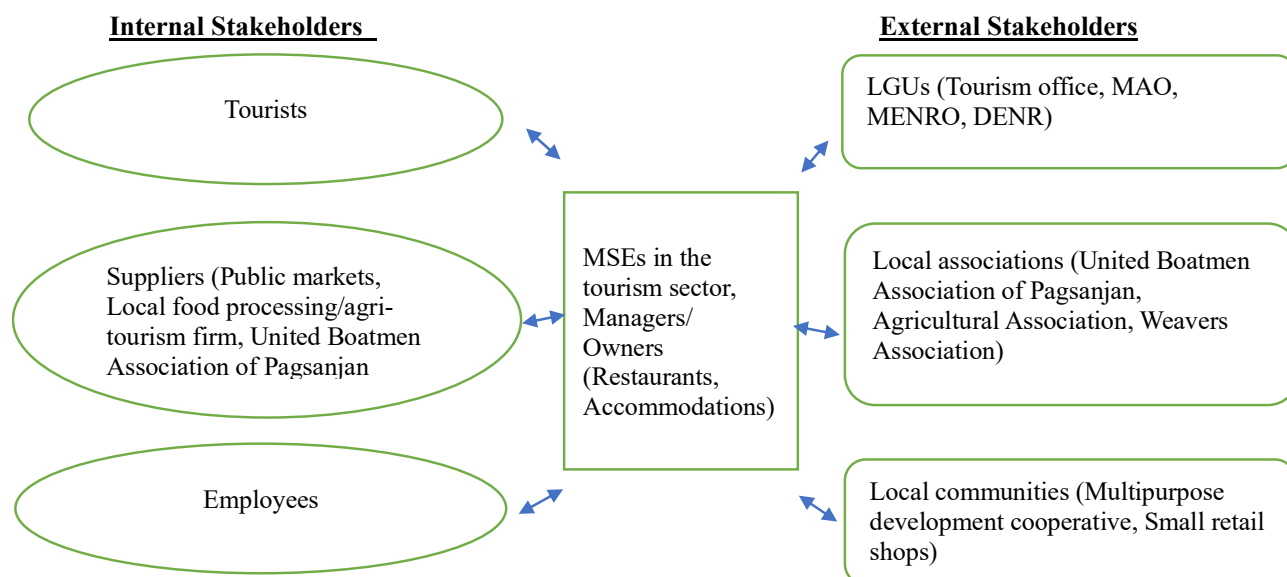 Internal Stakeholders
External Stakeholders
Tourists
LGUs (Tourism office, MAO,
MENRO, DENR)
Suppliers (Public markets,
Local food processing/agri-
tourism firm, United Boatmen
Association of Pagsanjan
MSEs in the
tourism sector,
Managers/
Owners
(Restaurants,
Accommodations)
Local associations (United Boatmen
Association of Pagsanjan,
Agricultural Association, Weavers
Association)
Employees
Local communities (Multipurpose
development cooperative, Small retail
shops)